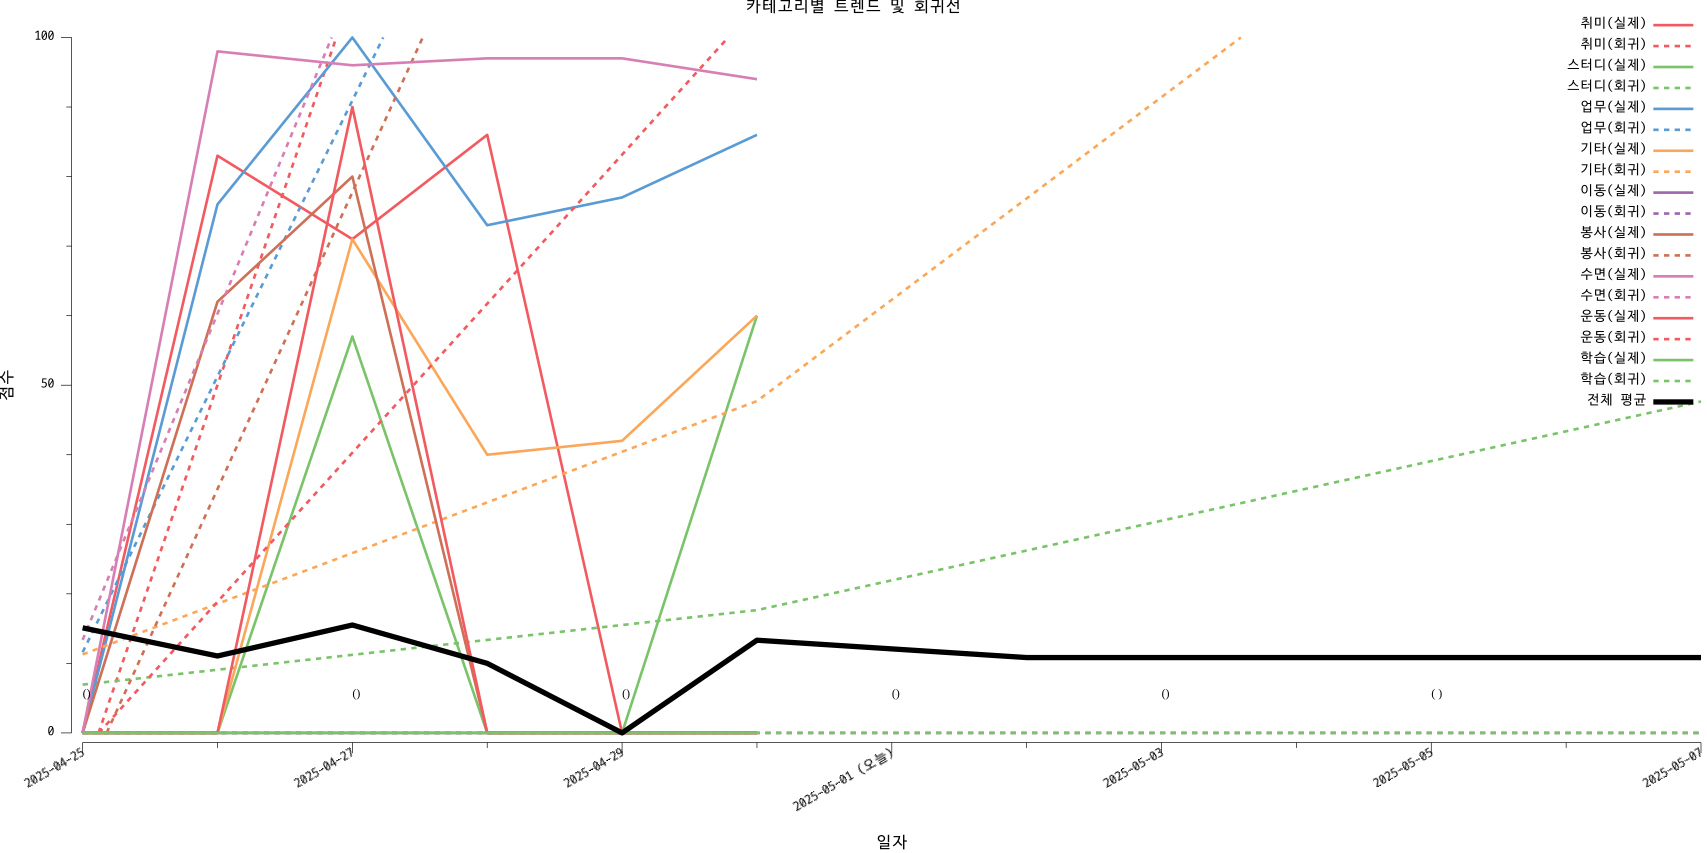 카테고리별 트렌드 및 회귀선
취미(실제)
취미(회귀)
스터디(실제)
스터디(회귀)
업무(실제)
업무(회귀)
기타(실제)
기타(회귀)
이동(실제)
이동(회귀)
봉사(실제)
봉사(회귀)
수면(실제)
수면(회귀)
운동(실제)
운동(회귀)
학습(실제)
학습(회귀)
전체 평균
점수
100
50
0
() () () () () ( )
2025-04-25
2025-04-27
2025-04-29
2025-05-01 (오늘)
2025-05-03
2025-05-05
2025-05-07
일자